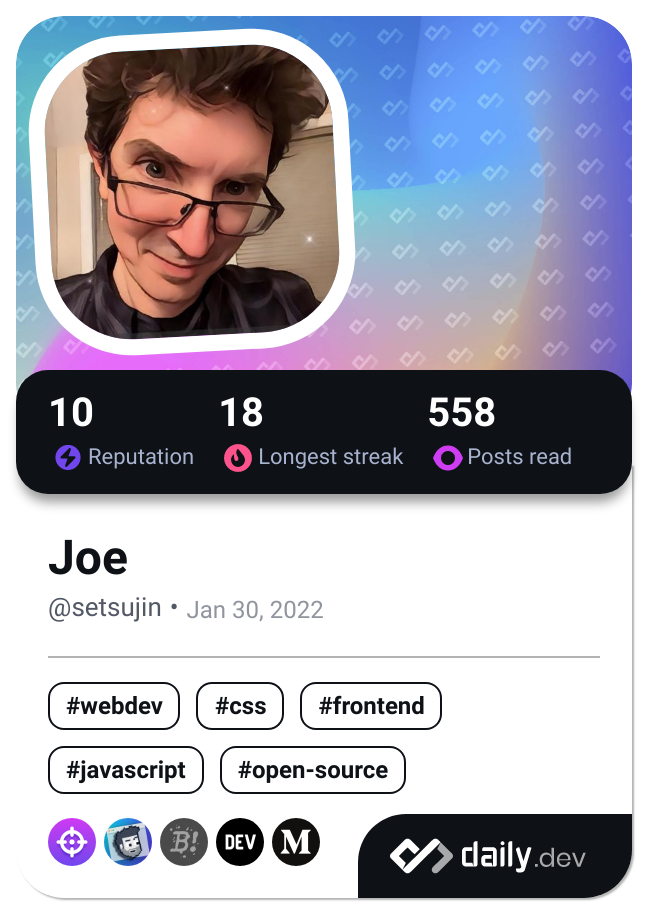 10 18 558
Reputation Longest streak Posts read
Joe
@setsujin • Jan 30, 2022
#webdev #css #frontend
#javascript #open-source
B! DEV M
daily.dev